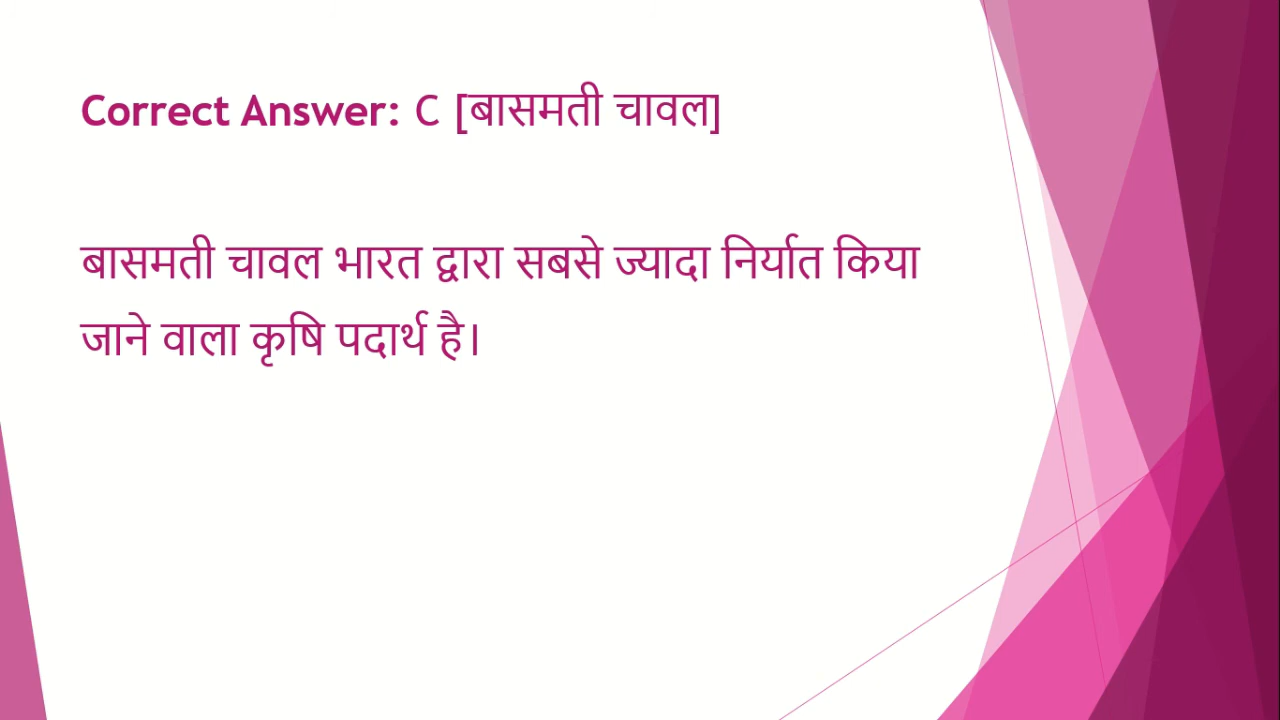 Correct Answer: C [बासमती चावल]
बासमती चावल भारत द्वारा सबसे ज्यादा निर्यात किया
जाने वाला कृषि पदार्थ है।